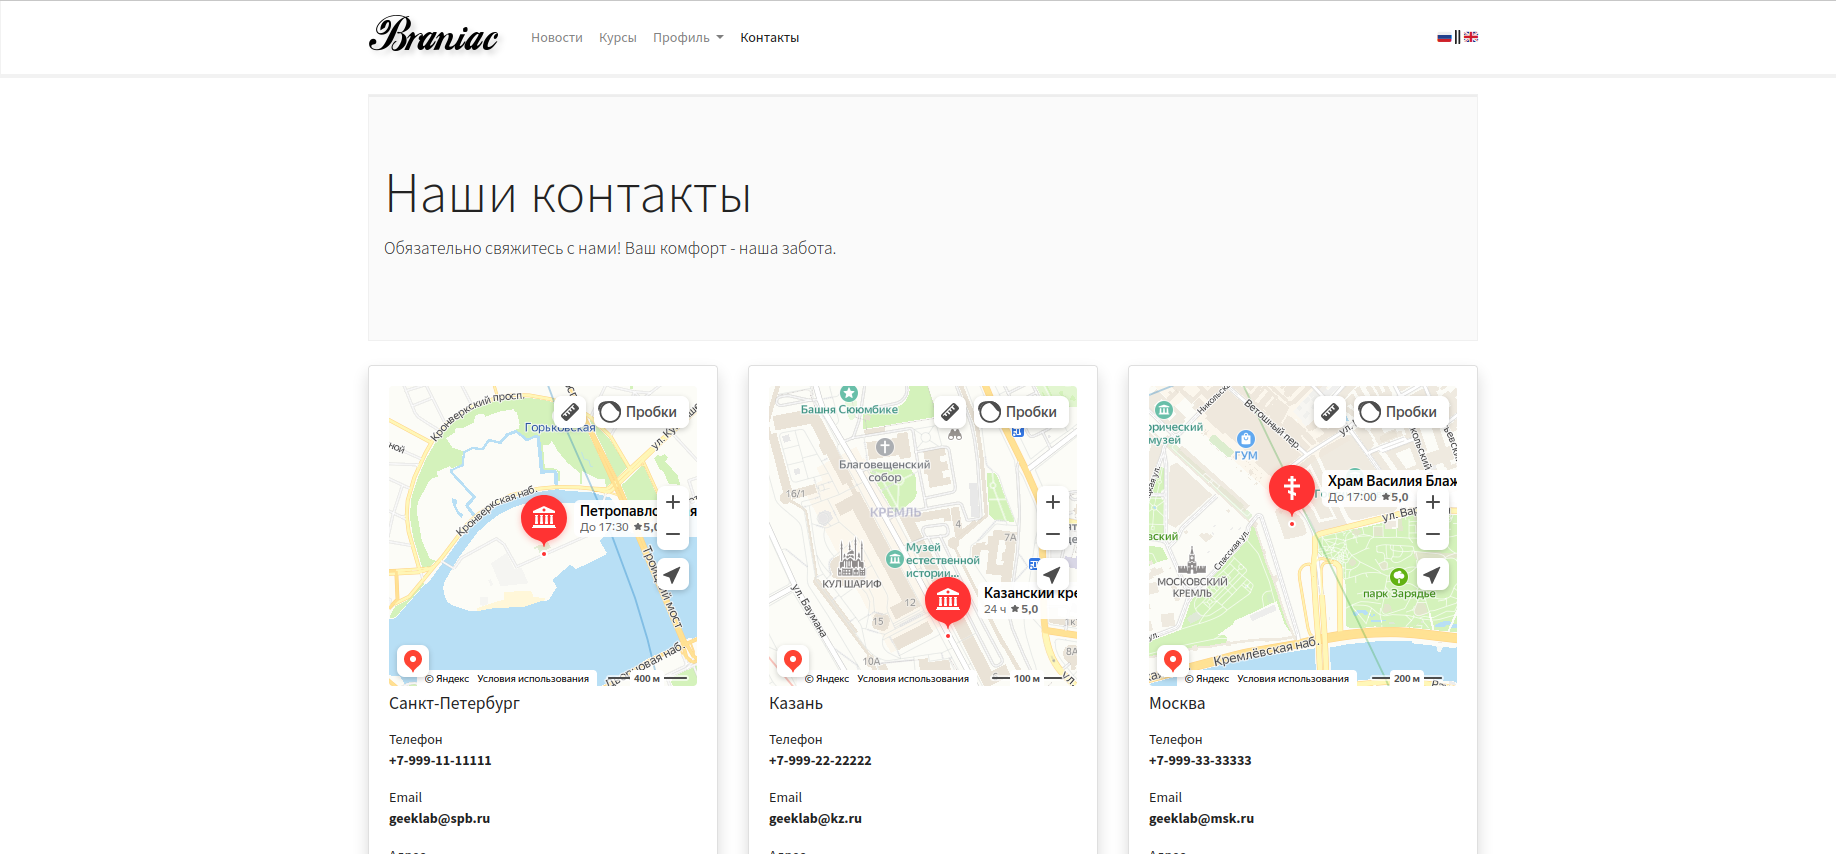 Braniac
Новости Курсы Профиль Контакты
Наши контакты
Обязательно свяжитесь с нами! Ваш комфорт - наша забота.
Кронверкский просп.
Горьковская
Пробки
Кронверкская наб.
До 17:30 ★5,0
400 м
© Яндекс Условия использования
Санкт-Петербург
Телефон
+7-999-11-11111
Email
geeklab@spb.ru
Башня Сююмбике
Пробки
Благовещенский
собор
16/1
КРЕМЛЬ
4
7А
Музей
естественной
истории...
КУЛ ШАРИФ
ул. Баумана
12
Казанский кре
24 ч ★5,0
15
10А
8А
© Яндекс Условия использования
100 м
Казань
Телефон
+7-999-22-22222
Email
geeklab@kz.ru
Ветошный пер.
Пробки
орический
музей
ГУМ
Храм Василия Блаж
До 17:00 ★5,0
ул. Вар
вский
Спасская ул.
МОСКОВСКИЙ
КРЕМЛЬ
парк Зарядье
Кремлёвская наб.
© Яндекс Условия использования
200 м
Москва
Телефон
+7-999-33-33333
Email
geeklab@msk.ru